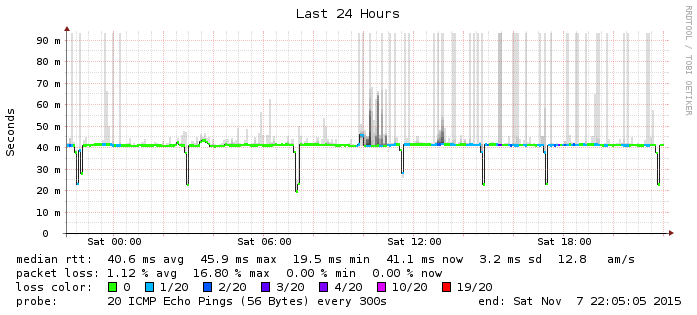 Last 24 Hours
RRDTOOL / TOBI OETIKER
Seconds
90 m
80 m
70 m
60 m
50 m
40 m
30 m
20 m
10 m
0
Sat 00:00 Sat 06:00 Sat 12:00 Sat 18:00
median rtt: 40.6 ms avg 45.9 ms max 19.5 ms min 41.1 ms now 3.2 ms sd 12.8 am/s
packet loss: 1.12 % avg 16.80 % max 0.00 % min 0.00 % now
loss color: 0 1/20 2/20 3/20 4/20 10/20 19/20
probe: 20 ICMP Echo Pings (56 Bytes) every 300s end: Sat Nov 7 22:05:05 2015